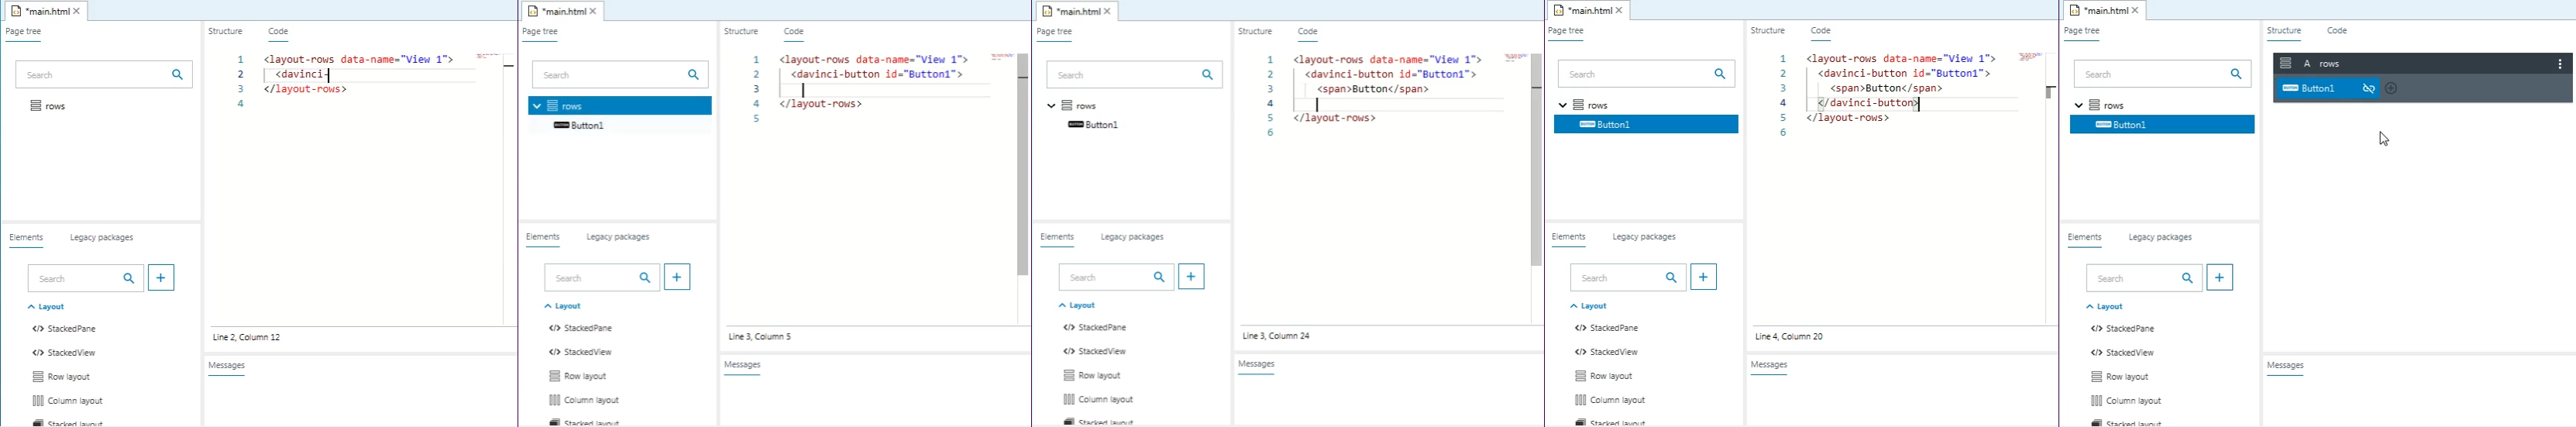 *main.html
Page tree
Search
rows
Elements
Legacy packages
Search
+
Layout
StackedPane
StackedView
Row layout
Column layout
Stacked layout
Structure
Code
1 <layout-rows data-name="View 1">
2 <davinci-
3 </layout-rows>
4
Line 2, Column 12
Messages
*main.html
Page tree
Search
rows
Button1
Elements
Legacy packages
Search
+
Layout
StackedPane
StackedView
Row layout
Column layout
Stacked layout
Structure
Code
1 <layout-rows data-name="View 1">
2 <davinci-button id="Button1">
3
4 </layout-rows>
5
Line 3, Column 5
Messages
*main.html
Page tree
Search
rows
Button1
Elements
Legacy packages
Search
+
Layout
StackedPane
StackedView
Row layout
Column layout
Stacked layout
Structure
Code
1 <layout-rows data-name="View 1">
2 <davinci-button id="Button1">
3 <span>Button</span>
4
5 </layout-rows>
6
Line 3, Column 24
Messages
*main.html
Page tree
Search
rows
Button1
Elements
Legacy packages
Search
+
Layout
StackedPane
StackedView
Row layout
Column layout
Stacked layout
Structure
Code
1 <layout-rows data-name="View 1">
2 <davinci-button id="Button1">
3 <span>Button</span>
4 </davinci-button>
5 </layout-rows>
6
Line 4, Column 20
Messages
*main.html
Page tree
Search
rows
Button1
Elements
Legacy packages
Search
+
Layout
StackedPane
StackedView
Row layout
Column layout
Stacked layout
Structure
Code
A rows
Button1
Messages